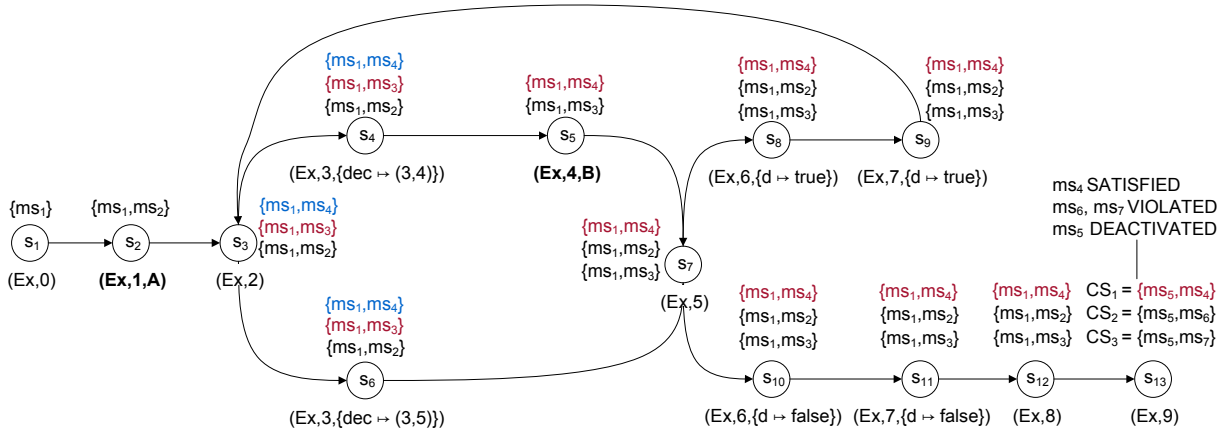 {ms₁,ms₄}
{ms₁,ms₃}
{ms₁,ms₂}
s₄
(Ex,3,{dec ↦ (3,4)})
{ms₁,ms₄}
{ms₁,ms₃}
s₅
(Ex,4,B)
{ms₁,ms₄}
{ms₁,ms₂}
{ms₁,ms₃}
s₈
(Ex,6,{d ↦ true})
{ms₁,ms₄}
{ms₁,ms₂}
{ms₁,ms₃}
s₉
(Ex,7,{d ↦ true})
{ms₁}
s₁
(Ex,0)
{ms₁,ms₂}
s₂
(Ex,1,A)
{ms₁,ms₄}
{ms₁,ms₃}
{ms₁,ms₂}
s₃
(Ex,2)
{ms₁,ms₄}
{ms₁,ms₂}
{ms₁,ms₃}
s₇
(Ex,5)
ms₄ SATISFIED
ms₆, ms₇ VIOLATED
ms₅ DEACTIVATED
{ms₁,ms₄}
{ms₁,ms₃}
{ms₁,ms₂}
s₆
(Ex,3,{dec ↦ (3,5)})
{ms₁,ms₄}
{ms₁,ms₂}
{ms₁,ms₃}
s₁₀
(Ex,6,{d ↦ false})
{ms₁,ms₄}
{ms₁,ms₂}
{ms₁,ms₃}
s₁₁
(Ex,7,{d ↦ false})
{ms₁,ms₄}
{ms₁,ms₂}
{ms₁,ms₃}
s₁₂
(Ex,8)
CS₁ = {ms₅,ms₄}
CS₂ = {ms₅,ms₆}
CS₃ = {ms₅,ms₇}
s₁₃
(Ex,9)